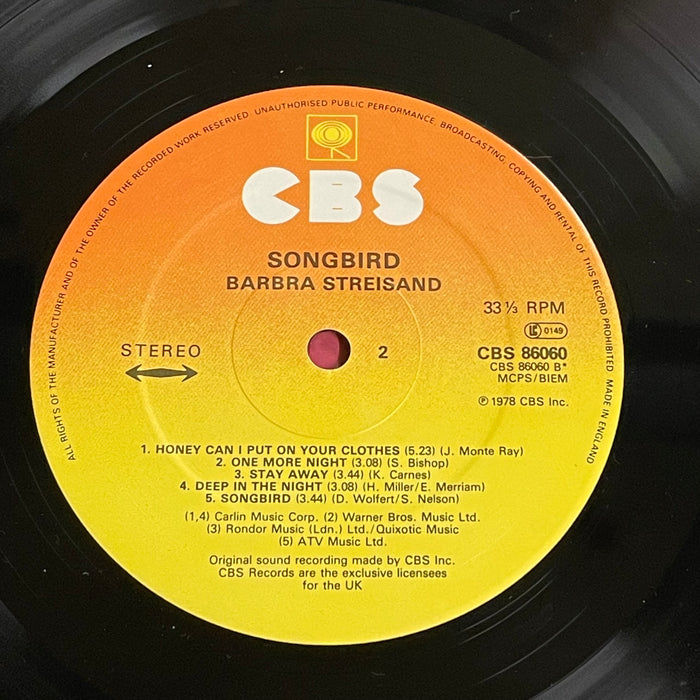 ALL RIGHTS OF THE MANUFACTURER AND OF THE OWNER OF THE RECORDED WORK RESERVED. UNAUTHORISED PUBLIC PERFORMANCE, BROADCASTING, COPYING AND RENTAL OF THIS RECORD PROHIBITED MADE IN ENGLAND
CBS
SONGBIRD
BARBRA STREISAND
33⅓ RPM
LC 0149
STEREO
2
CBS 86060
CBS 86060 B*
MCPS/BIEM
℗ 1978 CBS Inc.
1. HONEY CAN I PUT ON YOUR CLOTHES (5.23) (J. Monte Ray)
2. ONE MORE NIGHT (3.08) (S. Bishop)
3. STAY AWAY (3.44) (K. Carnes)
4. DEEP IN THE NIGHT (3.08) (H. Miller/E. Merriam)
5. SONGBIRD (3.44) (D. Wolfert/S. Nelson)
(1,4) Carlin Music Corp. (2) Warner Bros. Music Ltd.
(3) Rondor Music (Ldn.) Ltd./Quixotic Music
(5) ATV Music Ltd.
Original sound recording made by CBS Inc.
CBS Records are the exclusive licensees
for the UK